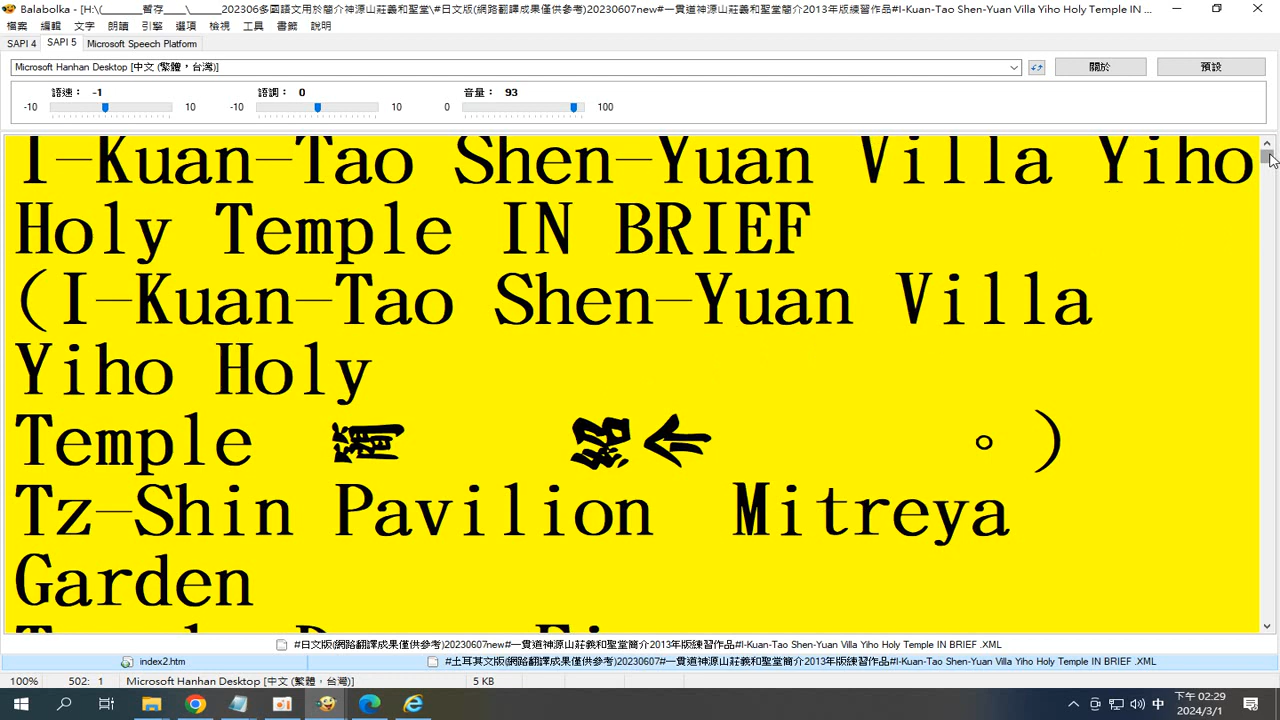 Balabolka - [H:\(______暫存____\______202306多國語文用於簡介神源山莊義和聖堂\#日文版(網路翻譯成果僅供參考)20230607new#一貫道神源山莊義和聖堂簡介2013年版練習作品#I-Kuan-Tao Shen-Yuan Villa Yiho Holy Temple IN ...
檔案 編輯 文字 朗讀 引擎 選項 檢視 工具 書籤 說明
SAPI 4 SAPI 5 Microsoft Speech Platform
Microsoft Hanhan Desktop [中文 (繁體，台灣)]
關於 預設
語速： -1 語調： 0 音量： 93
-10 10 -10 10 0 100
I-Kuan-Tao Shen-Yuan Villa Yiho
Holy Temple IN BRIEF
(I-Kuan-Tao Shen-Yuan Villa
Yiho Holy
Temple 紹介 。)
Tz-Shin Pavilion Mitreya
Garden
#日文版(網路翻譯成果僅供參考)20230607new#一貫道神源山莊義和聖堂簡介2013年版練習作品#I-Kuan-Tao Shen-Yuan Villa Yiho Holy Temple IN BRIEF .XML
index2.htm #土耳其文版(網路翻譯成果僅供參考)20230607#一貫道神源山莊義和聖堂簡介2013年版練習作品#I-Kuan-Tao Shen-Yuan Villa Yiho Holy Temple IN BRIEF .XML
100% 502: 1 Microsoft Hanhan Desktop [中文 (繁體，台灣)] 5 KB
中 下午 02:29
2024/3/1